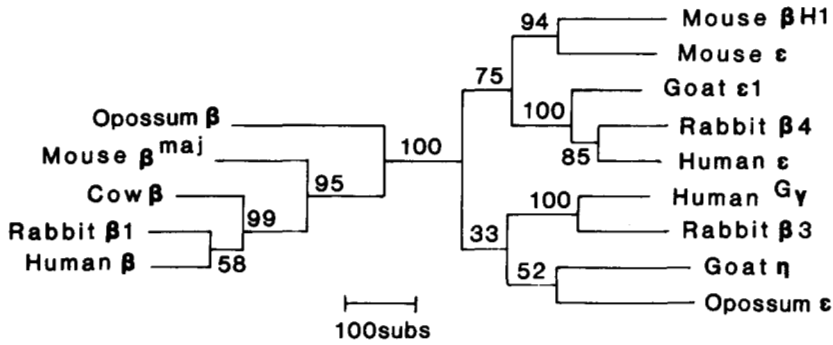 94
Mouse βH1
Mouse ε
75
Goat ε1
100
Rabbit β4
85
Human ε
Opossum β
100
Mouse βmaj
95
Cow β
99
Rabbit β1
58
Human β
100
Human Gγ
33
Rabbit β3
52
Goat η
Opossum ε
100subs